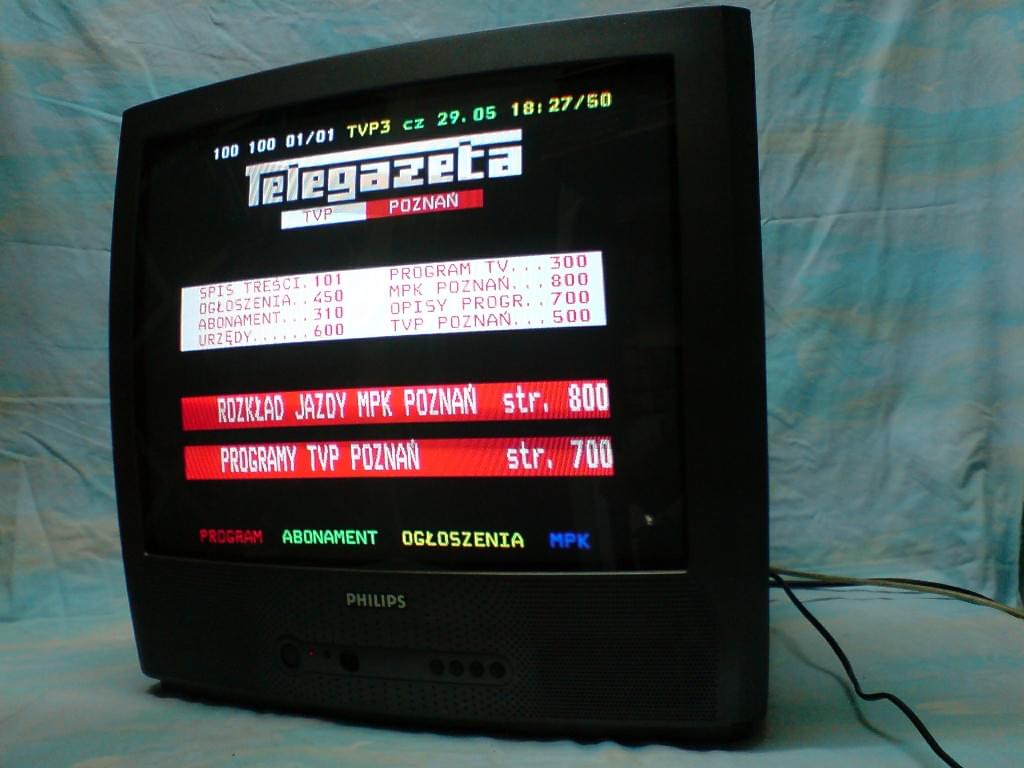 100 100 01/01 TVP3 cz 29.05 18:27/50
Telegazeta
TVP POZNAŃ
SPIS TREŚCI.101 PROGRAM TV...300
OGŁOSZENIA..450 MPK POZNAŃ...800
ABONAMENT...310 OPISY PROGR..700
URZĘDY......600 TVP POZNAŃ...500
ROZKŁAD JAZDY MPK POZNAŃ str. 800
PROGRAMY TVP POZNAŃ str. 700
PROGRAM ABONAMENT OGŁOSZENIA MPK
PHILIPS